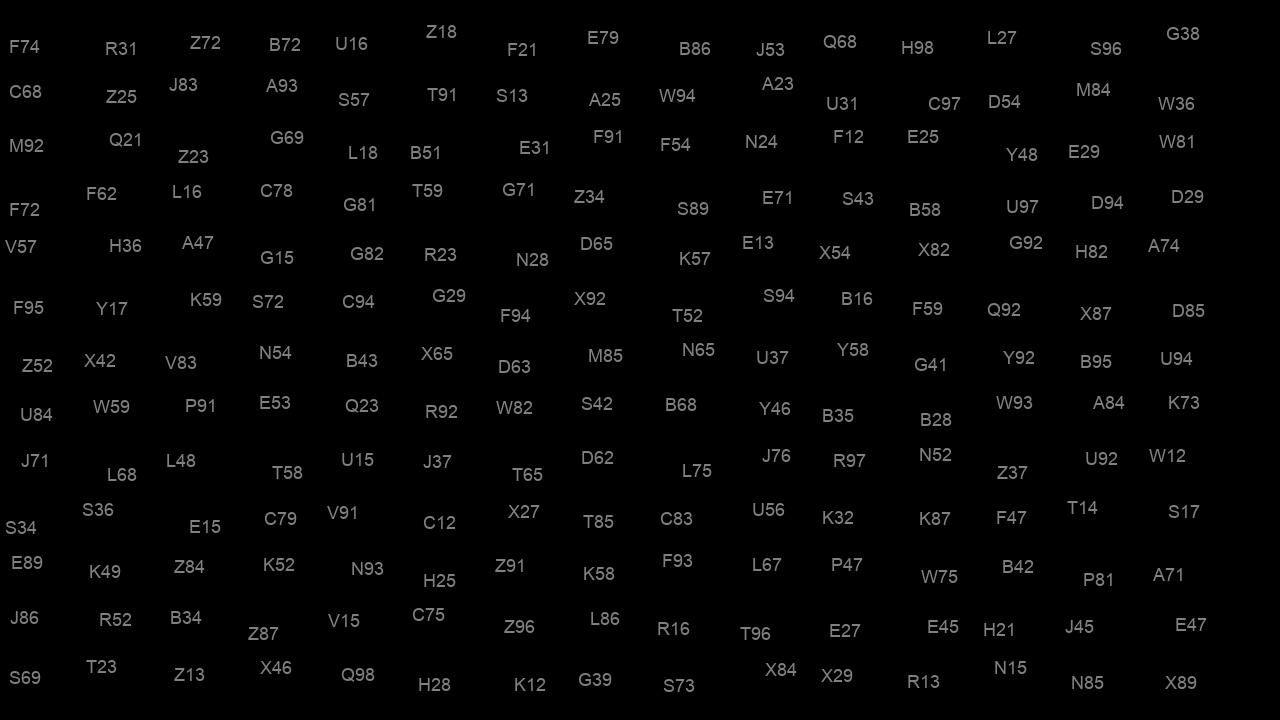 F74 R31 Z72 B72 U16 Z18 F21 E79 B86 J53 Q68 H98 L27 S96 G38
C68 Z25 J83 A93 S57 T91 S13 A25 W94 A23 U31 C97 D54 M84 W36
M92 Q21 Z23 G69 L18 B51 E31 F91 F54 N24 F12 E25 Y48 E29 W81
F72 F62 L16 C78 G81 T59 G71 Z34 S89 E71 S43 B58 U97 D94 D29
V57 H36 A47 G15 G82 R23 N28 D65 K57 E13 X54 X82 G92 H82 A74
F95 Y17 K59 S72 C94 G29 F94 X92 T52 S94 B16 F59 Q92 X87 D85
Z52 X42 V83 N54 B43 X65 D63 M85 N65 U37 Y58 G41 Y92 B95 U94
U84 W59 P91 E53 Q23 R92 W82 S42 B68 Y46 B35 B28 W93 A84 K73
J71 L68 L48 T58 U15 J37 T65 D62 L75 J76 R97 N52 Z37 U92 W12
S34 S36 E15 C79 V91 C12 X27 T85 C83 U56 K32 K87 F47 T14 S17
E89 K49 Z84 K52 N93 H25 Z91 K58 F93 L67 P47 W75 B42 P81 A71
J86 R52 B34 Z87 V15 C75 Z96 L86 R16 T96 E27 E45 H21 J45 E47
S69 T23 Z13 X46 Q98 H28 K12 G39 S73 X84 X29 R13 N15 N85 X89